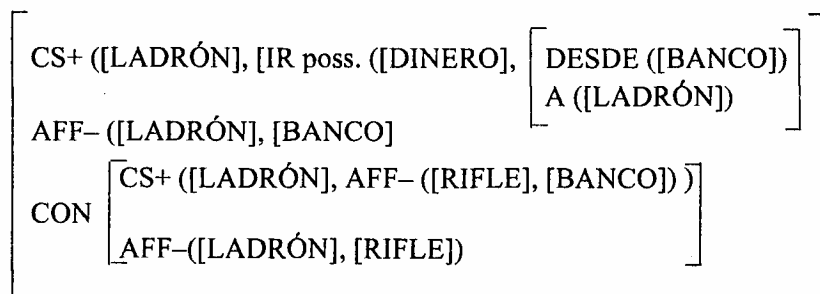 CS+ ([LADRÓN], [IR poss. ([DINERO], DESDE ([BANCO])
A ([LADRÓN])
AFF– ([LADRÓN], [BANCO]
CS+ ([LADRÓN], AFF– ([RIFLE], [BANCO]) )
CON
AFF–([LADRÓN], [RIFLE])